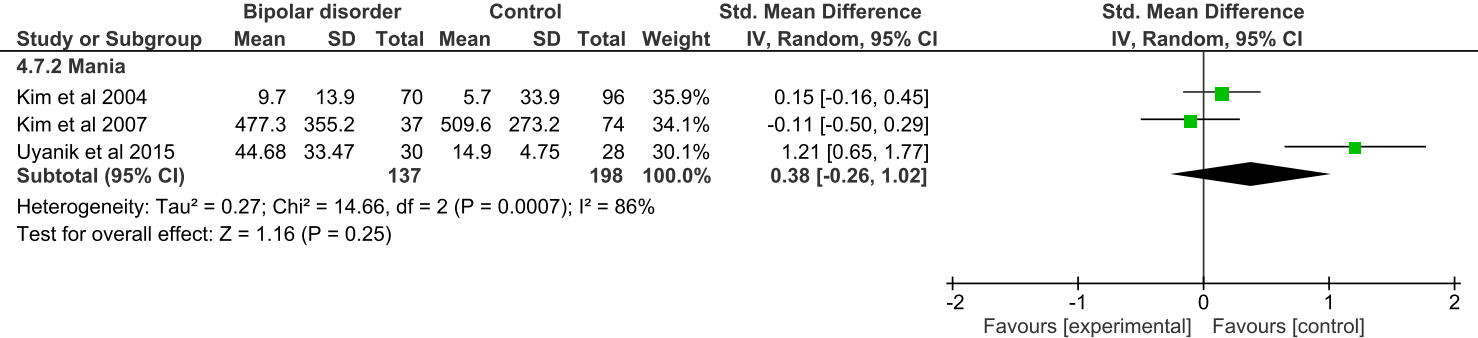 Bipolar disorder Control Std. Mean Difference Std. Mean Difference
Study or Subgroup Mean SD Total Mean SD Total Weight IV, Random, 95% CI IV, Random, 95% CI
4.7.2 Mania
Kim et al 2004 9.7 13.9 70 5.7 33.9 96 35.9% 0.15 [-0.16, 0.45]
Kim et al 2007 477.3 355.2 37 509.6 273.2 74 34.1% -0.11 [-0.50, 0.29]
Uyanik et al 2015 44.68 33.47 30 14.9 4.75 28 30.1% 1.21 [0.65, 1.77]
Subtotal (95% CI) 137 198 100.0% 0.38 [-0.26, 1.02]
Heterogeneity: Tau² = 0.27; Chi² = 14.66, df = 2 (P = 0.0007); I² = 86%
Test for overall effect: Z = 1.16 (P = 0.25)
-2 -1 0 1 2
Favours [experimental] Favours [control]